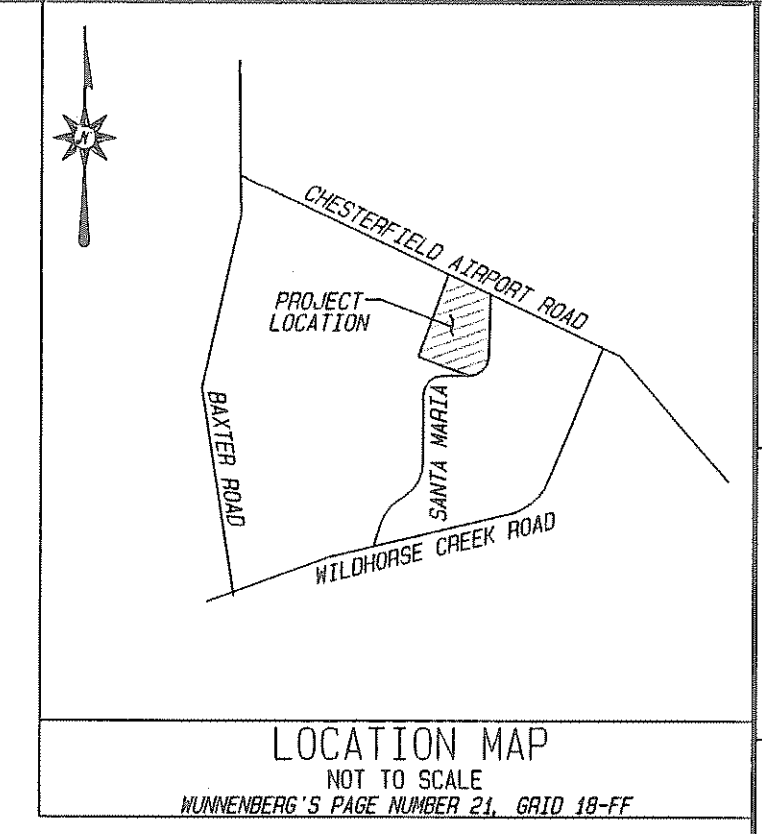 N
CHESTERFIELD AIRPORT ROAD
PROJECT
LOCATION
BAXTER ROAD
SANTA MARIA
WILDHORSE CREEK ROAD
LOCATION MAP
NOT TO SCALE
WUNNENBERG'S PAGE NUMBER 21, GRID 18-FF